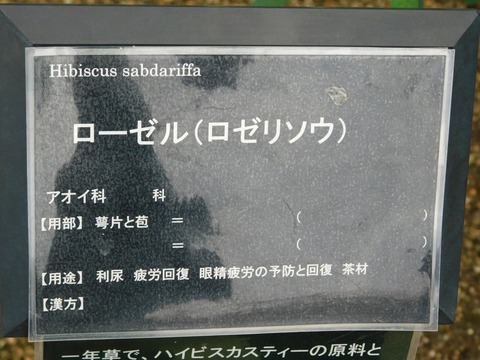 Hibiscus sabdariffa
ローゼル(ロゼリソウ)
アオイ科 科
【用部】 萼片と苞 = ( )
= ( )
【用途】 利尿 疲労回復 眼精疲労の予防と回復 茶材
【漢方】
一年草で、ハイビスカスティーの原料と